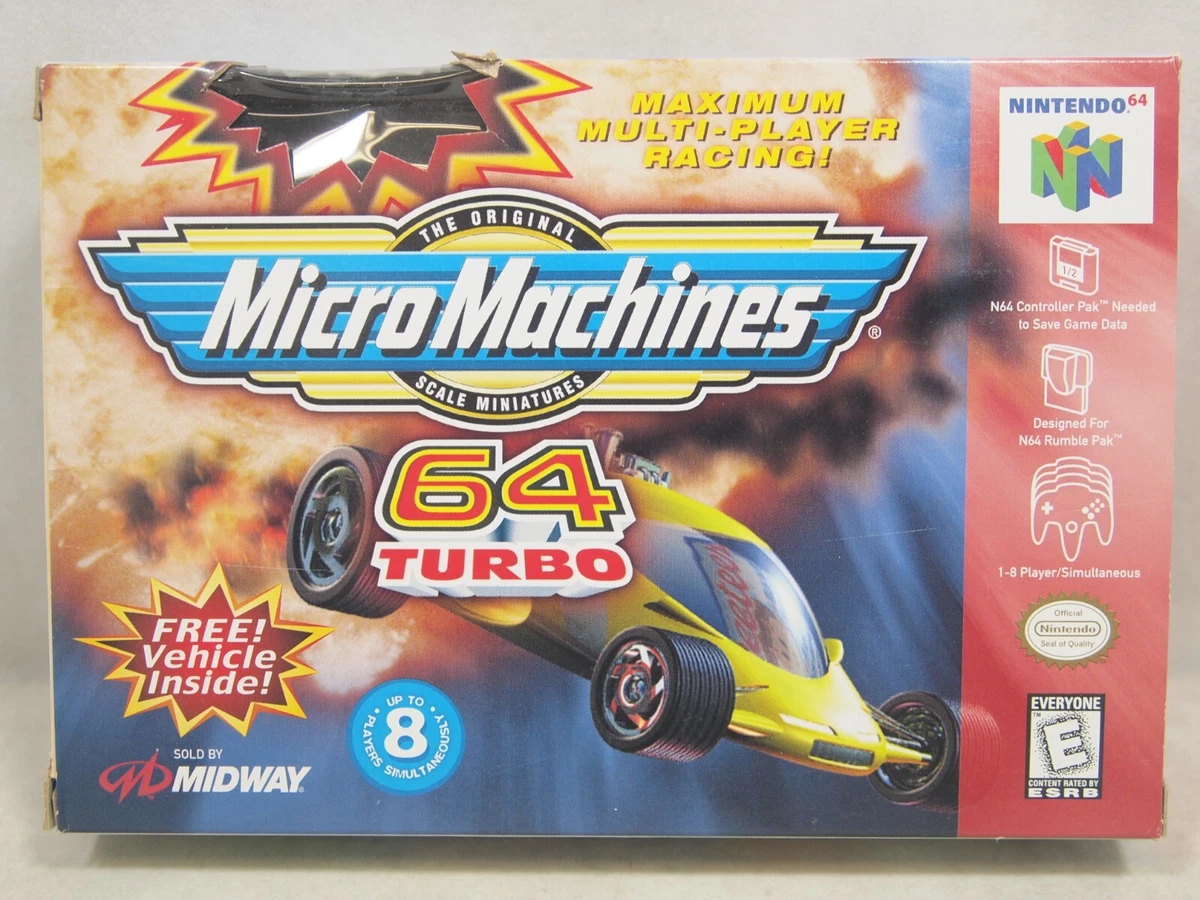 MAXIMUM
MULTI-PLAYER
RACING!
NINTENDO 64
THE ORIGINAL
Micro Machines
®
SCALE MINIATURES
64
TURBO
1/2
N64 Controller Pak™ Needed
to Save Game Data
Designed For
N64 Rumble Pak™
1-8 Player/Simultaneous
Official
Nintendo
Seal of Quality
FREE!
Vehicle
Inside!
UP TO
8
PLAYERS SIMULTANEOUSLY
SOLD BY
MIDWAY
EVERYONE
™
E
CONTENT RATED BY
ESRB